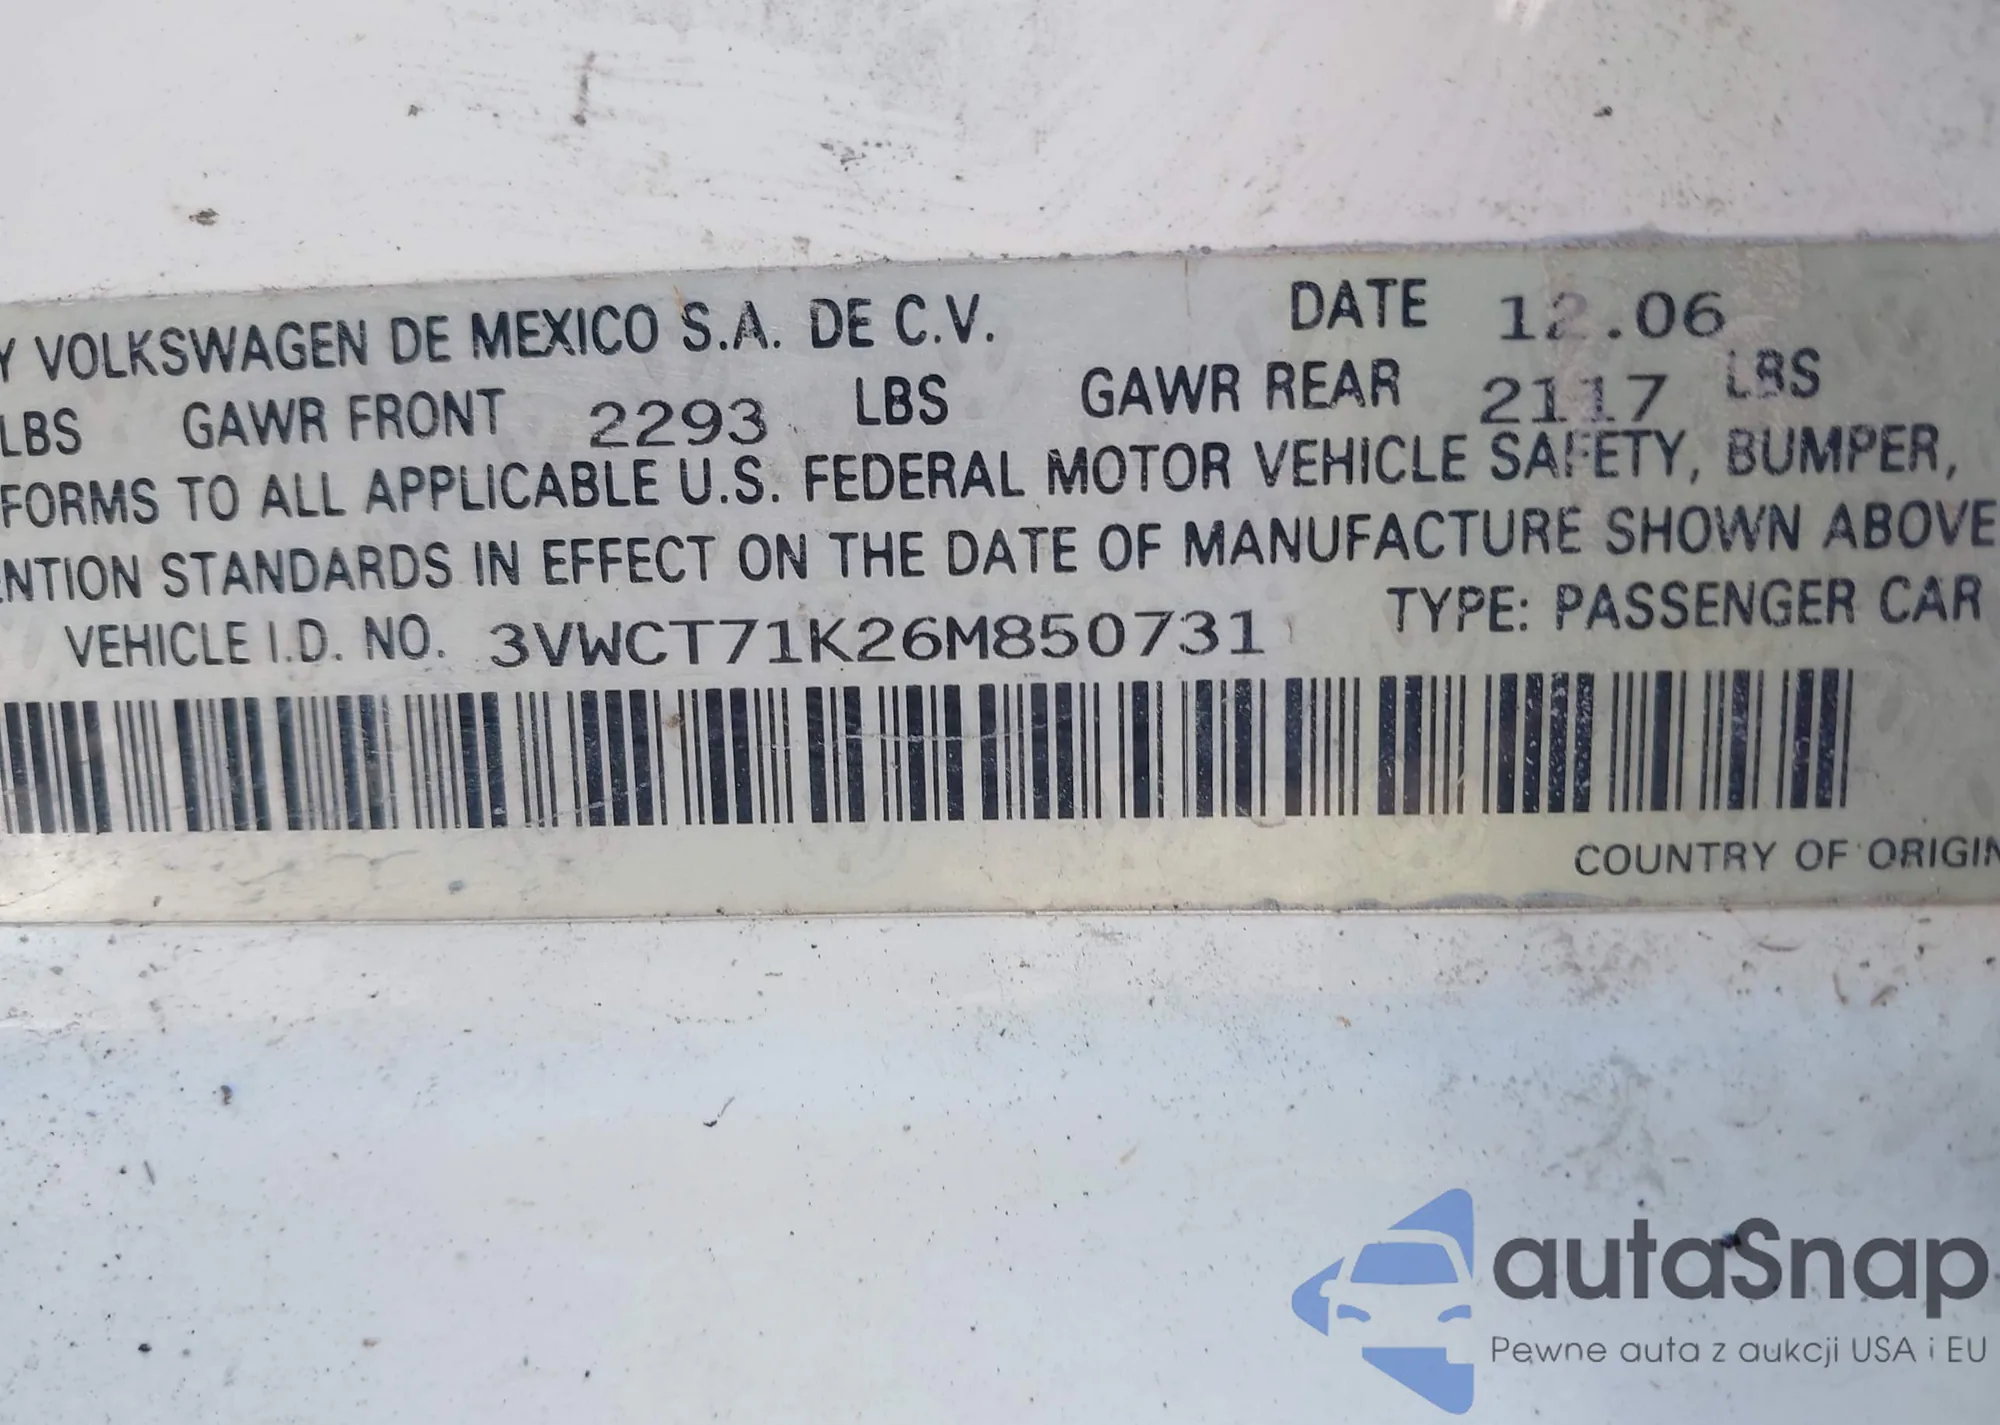 Y VOLKSWAGEN DE MEXICO S.A. DE C.V. DATE 12.06
LBS GAWR FRONT 2293 LBS GAWR REAR 2117 LBS
FORMS TO ALL APPLICABLE U.S. FEDERAL MOTOR VEHICLE SAFETY, BUMPER,
ENTION STANDARDS IN EFFECT ON THE DATE OF MANUFACTURE SHOWN ABOVE
VEHICLE I.D. NO. 3VWCT71K26M850731 TYPE: PASSENGER CAR
COUNTRY OF ORIGIN
autaSnap
Pewne auta z aukcji USA i EU